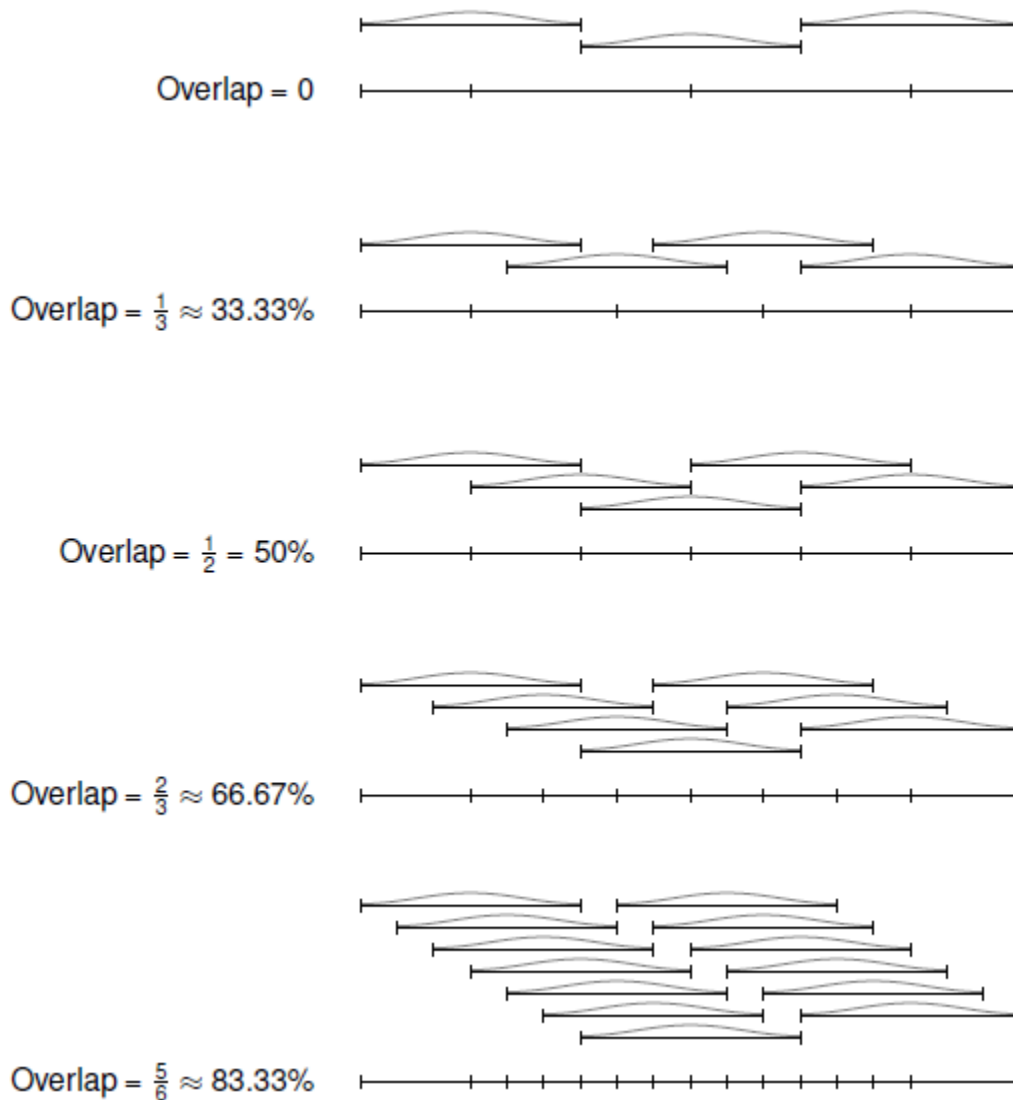 Overlap = 0
Overlap = 1/3 ≈ 33.33%
Overlap = 1/2 = 50%
Overlap = 2/3 ≈ 66.67%
Overlap = 5/6 ≈ 83.33%